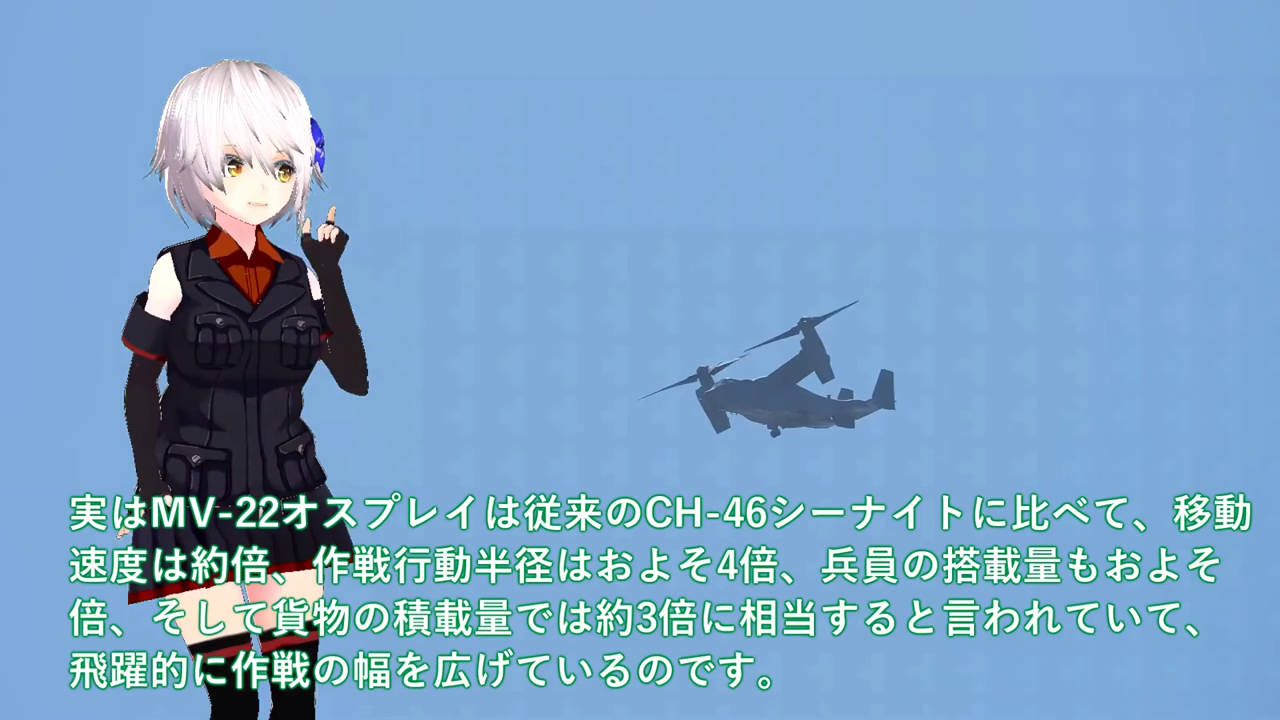 実はMV-22オスプレイは従来のCH-46シーナイトに比べて、移動
速度は約倍、作戦行動半径はおよそ4倍、兵員の搭載量もおよそ
倍、そして貨物の積載量では約3倍に相当すると言われていて、
飛躍的に作戦の幅を広げているのです。